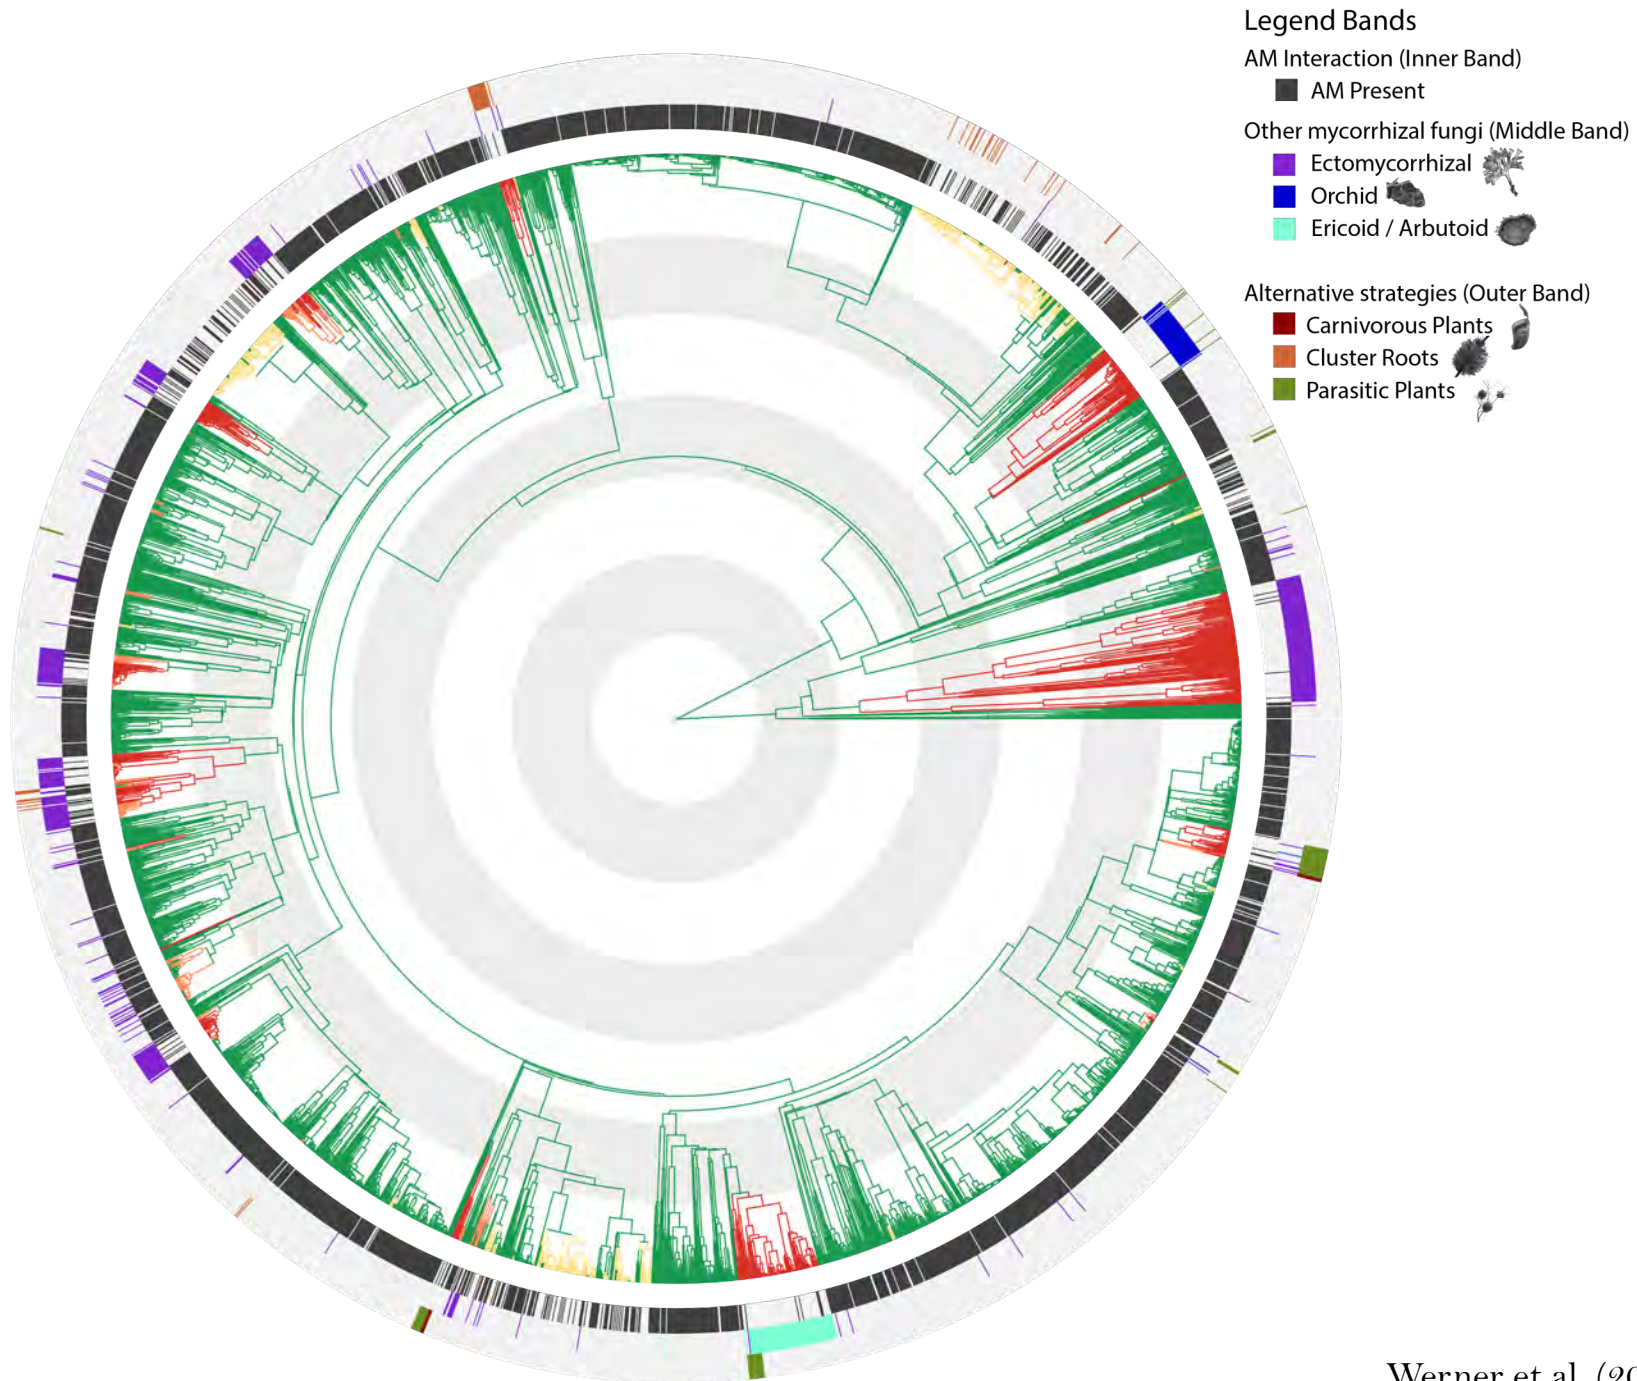 Legend Bands
AM Interaction (Inner Band)
AM Present
Other mycorrhizal fungi (Middle Band)
Ectomycorrhizal
Orchid
Ericoid / Arbutoid
Alternative strategies (Outer Band)
Carnivorous Plants
Cluster Roots
Parasitic Plants
Werner et al. (20